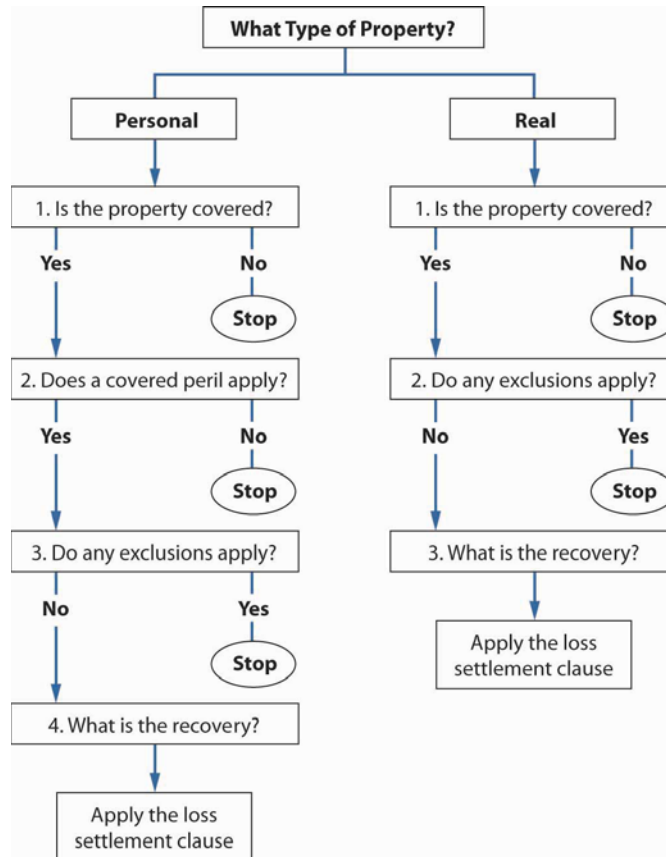 What Type of Property?
Personal
Real
1. Is the property covered?
Yes
No
Stop
2. Does a covered peril apply?
Yes
No
Stop
3. Do any exclusions apply?
No
Yes
Stop
4. What is the recovery?
Apply the loss
settlement clause
1. Is the property covered?
Yes
No
Stop
2. Do any exclusions apply?
No
Yes
Stop
3. What is the recovery?
Apply the loss
settlement clause